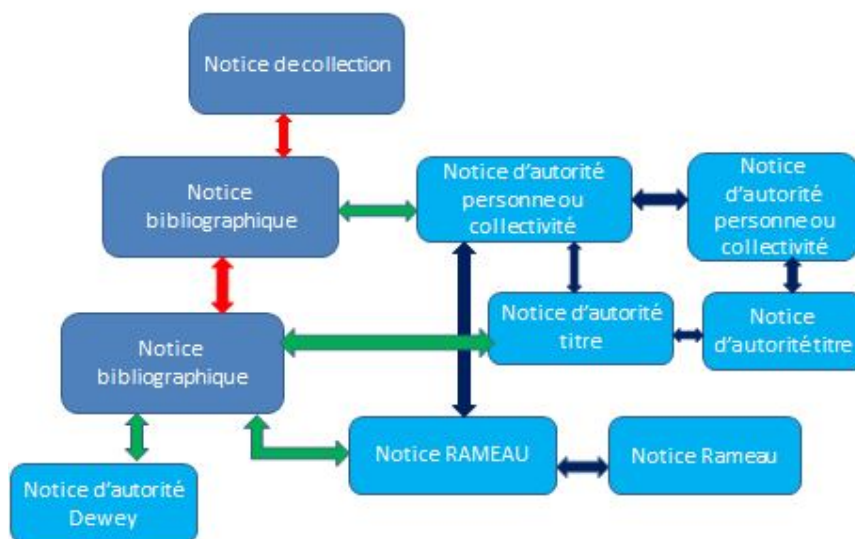 Notice de collection
Notice
bibliographique
Notice d'autorité
personne ou
collectivité
Notice
d'autorité
personne ou
collectivité
Notice
bibliographique
Notice d'autorité
titre
Notice
d'autorité titre
Notice RAMEAU
Notice Rameau
Notice d'autorité
Dewey